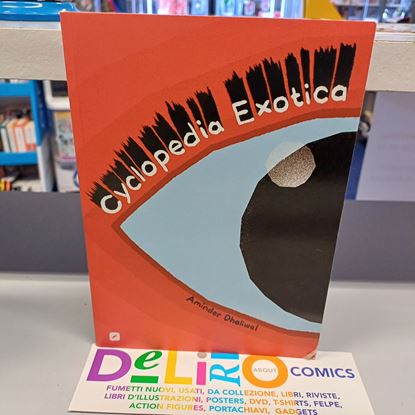 Cyclopedia Exotica
Aminder Dhaliwal
DeLIRIO ABOUT COMICS
FUMETTI NUOVI, USATI, DA COLLEZIONE, LIBRI, RIVISTE,
LIBRI D'ILLUSTRAZIONI, POSTERS, DVD, T-SHIRTS, FELPE,
ACTION FIGURES, PORTACHIAVI, GADGETS